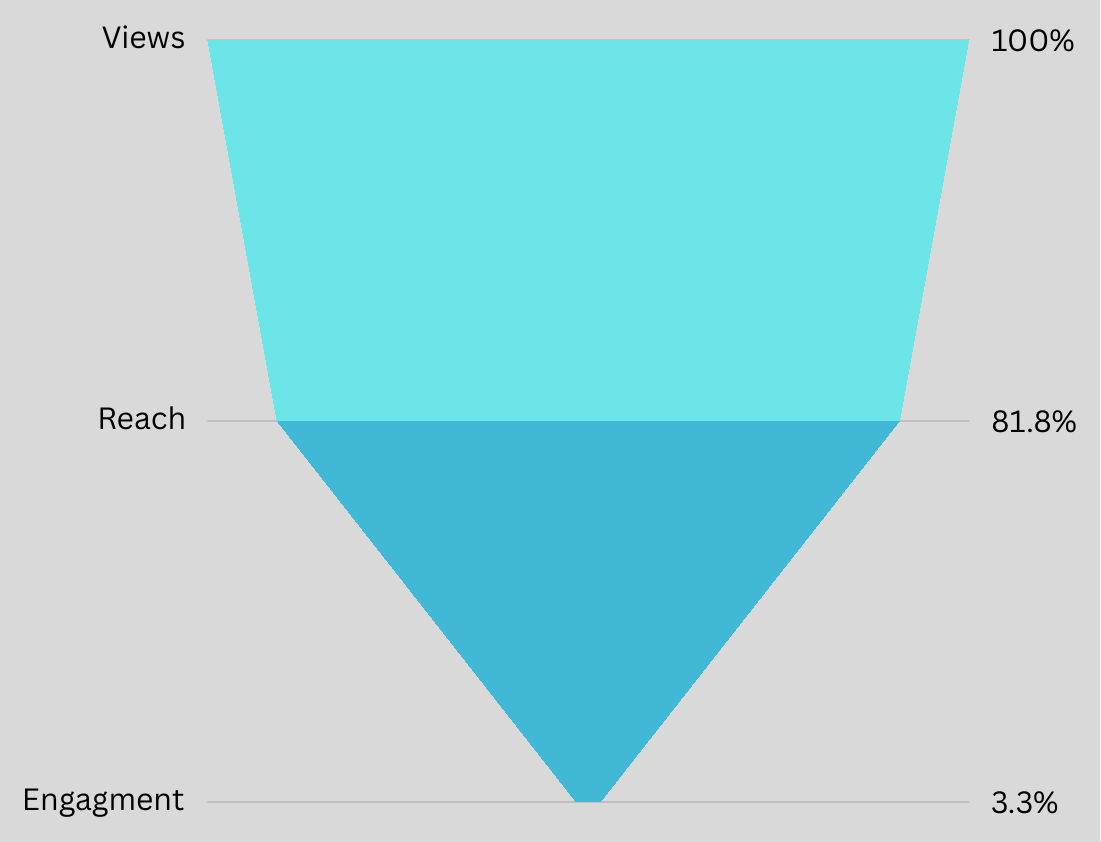 Views 100%
Reach 81.8%
Engagment 3.3%